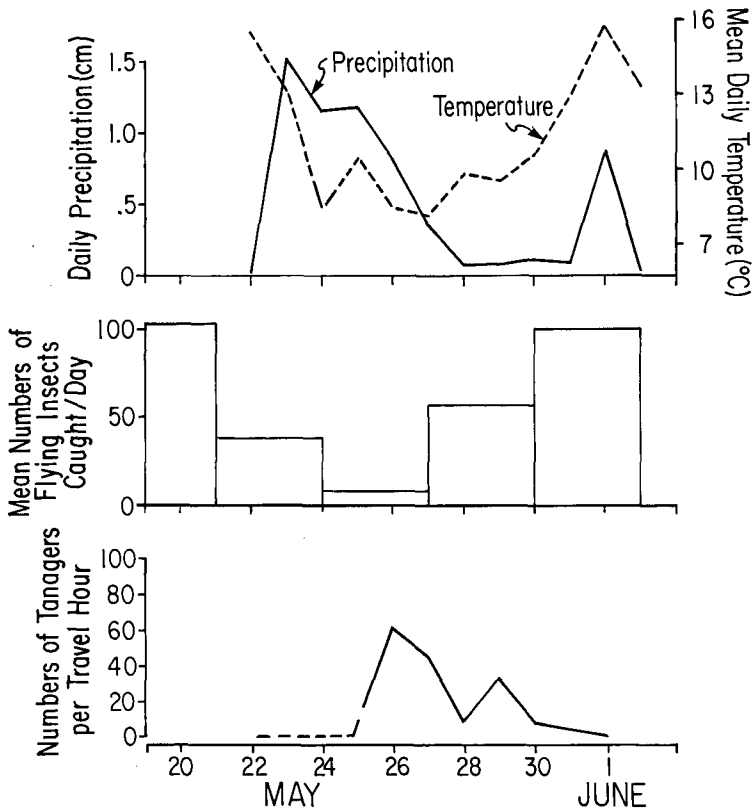 Daily Precipitation (cm)
1.5
1.0
.5
0
Precipitation
Temperature
16
13
10
7
Mean Daily
Temperature (°C)
Mean Numbers of
Flying Insects
Caught/Day
100
50
0
Numbers of Tanagers
per Travel Hour
100
80
60
40
20
0
20 22 24 26 28 30 1
MAY JUNE